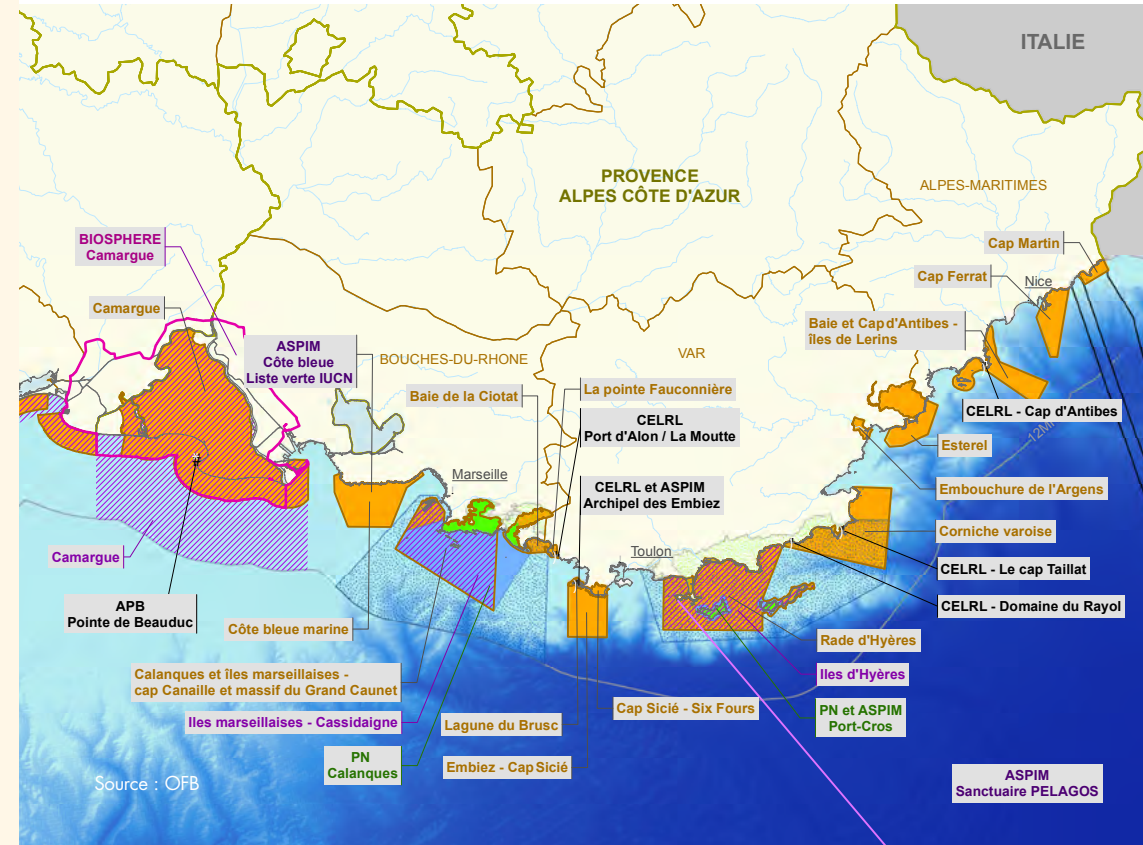 ITALIE
PROVENCE
ALPES CÔTE D'AZUR
ALPES-MARITIMES
BIOSPHERE
Camargue
Cap Martin
Cap Ferrat
Nice
Camargue
Baie et Cap d'Antibes -
îles de Lerins
ASPIM
Côte bleue
Liste verte IUCN
BOUCHES-DU-RHONE
VAR
Baie de la Ciotat
La pointe Fauconnière
CELRL - Cap d'Antibes
CELRL
Port d'Alon / La Moutte
Esterel
Marseille
CELRL et ASPIM
Archipel des Embiez
Embouchure de l'Argens
Camargue
Toulon
Corniche varoise
CELRL - Le cap Taillat
APB
Pointe de Beauduc
CELRL - Domaine du Rayol
Côte bleue marine
Rade d'Hyères
Calanques et îles marseillaises -
cap Canaille et massif du Grand Caunet
Iles d'Hyères
Iles marseillaises - Cassidaigne
Lagune du Brusc
Cap Sicié - Six Fours
PN et ASPIM
Port-Cros
PN
Calanques
Embiez - Cap Sicié
Source : OFB
ASPIM
Sanctuaire PELAGOS